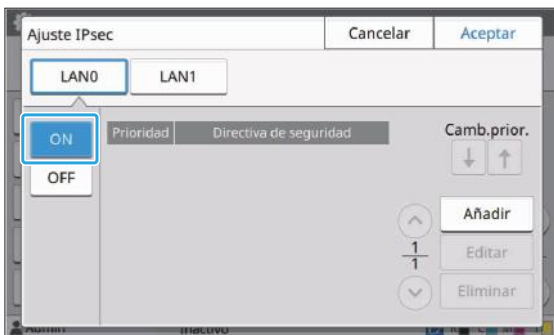 Ajuste IPsec
Cancelar
Aceptar
LAN0
LAN1
ON
OFF
Prioridad
Directiva de seguridad
Camb.prior.
Añadir
1
1
Editar
Eliminar
Admin
Inactivo